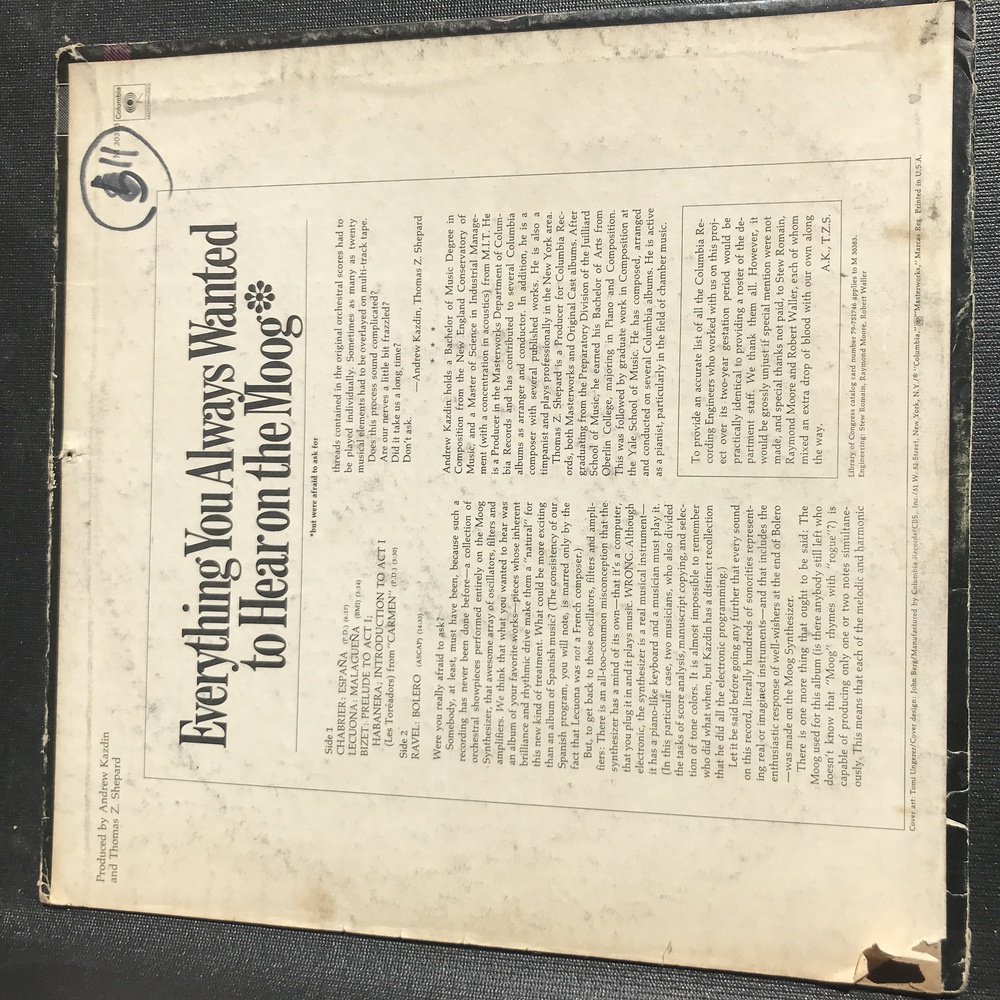 Produced by Andrew Kazdin
and Thomas Z. Shepard
$11
M 30383
Columbia
MASTERWORKS
Everything You Always Wanted
to Hear on the Moog*
*but were afraid to ask for
Side 1
CHABRIER: ESPAÑA (P.D.) (6:17)
LECUONA: MALAGUEÑA (BMI) (3:14)
BIZET: PRELUDE TO ACT I;
HABANERA; INTRODUCTION TO ACT I
(Les Toréadors) from "CARMEN" (P.D.) (5:30)
Side 2
RAVEL: BOLERO (ASCAP) (14:33)
Were you really afraid to ask?
Somebody, at least, must have been, because such a
recording has never been done before—a collection of
orchestral showpieces performed entirely on the Moog
Synthesizer, that awesome array of oscillators, filters and
amplifiers. We think that what you wanted to hear was
an album of your favorite works—pieces whose inherent
brilliance and rhythmic drive make them a "natural" for
this new kind of treatment. What could be more exciting
than an album of Spanish music? (The consistency of our
Spanish program, you will note, is marred only by the
fact that Lecuona was not a French composer.)
But, to get back to those oscillators, filters and ampli-
fiers: There is an all-too-common misconception that the
synthesizer has a mind of its own—that it's a computer,
that you plug it in and it plays music. WRONG. Although
electronic, the synthesizer is a real musical instrument—
it has a piano-like keyboard and a musician must play it.
(In this particular case, two musicians, who also divided
the tasks of score analysis, manuscript copying, and selec-
tion of tone colors. It is almost impossible to remember
who did what when, but Kazdin has a distinct recollection
that he did all the electronic programming.)
Let it be said before going any further that every sound
on this record, literally hundreds of sonorities represent-
ing real or imagined instruments—and that includes the
enthusiastic response of well-wishers at the end of Bolero
—was made on the Moog Synthesizer.
There is one more thing that ought to be said: The
Moog used for this album (is there anybody still left who
doesn't know that "Moog" rhymes with "rogue"?) is
capable of producing only one or two notes simultane-
ously. This means that each of the melodic and harmonic
threads contained in the original orchestral scores had to
be played individually. Sometimes as many as twenty
musical elements had to be overlayed on multi-track tape.
Does this process sound complicated?
Are our nerves a little bit frazzled?
Did it take us a long time?
Don't ask.
—Andrew Kazdin, Thomas Z. Shepard
* * *
Andrew Kazdin holds a Bachelor of Music Degree in
Composition from the New England Conservatory of
Music, and a Master of Science in Industrial Manage-
ment (with a concentration in acoustics) from M.I.T. He
is a Producer in the Masterworks Department of Colum-
bia Records and has contributed to several Columbia
albums as arranger and conductor. In addition, he is a
composer with several published works. He is also a
timpanist and plays professionally in the New York area.
Thomas Z. Shepard is a Producer for Columbia Rec-
ords, both Masterworks and Original Cast albums. After
graduating from the Preparatory Division of the Juilliard
School of Music, he earned his Bachelor of Arts from
Oberlin College, majoring in Piano and Composition.
This was followed by graduate work in Composition at
the Yale School of Music. He has composed, arranged
and conducted on several Columbia albums. He is active
as a pianist, particularly in the field of chamber music.
To provide an accurate list of all the Columbia Re-
cording Engineers who worked with us on this proj-
ect over its two-year gestation period would be
practically identical to providing a roster of the de-
partment staff. We thank them all. However, it
would be grossly unjust if special mention were not
made, and special thanks not paid, to Stew Romain,
Raymond Moore and Robert Waller, each of whom
mixed an extra drop of blood with our own along
the way.
A.K., T.Z.S.
Library of Congress catalog card number 79-751746 applies to M 30383.
Engineering: Stew Romain, Raymond Moore, Robert Waller
Cover art: Tomi Ungerer/Cover design: John Berg/Manufactured by Columbia Records/CBS, Inc./51 W. 52 Street, New York, N.Y./® "Columbia," "Masterworks," Marcas Reg. Printed in U.S.A.